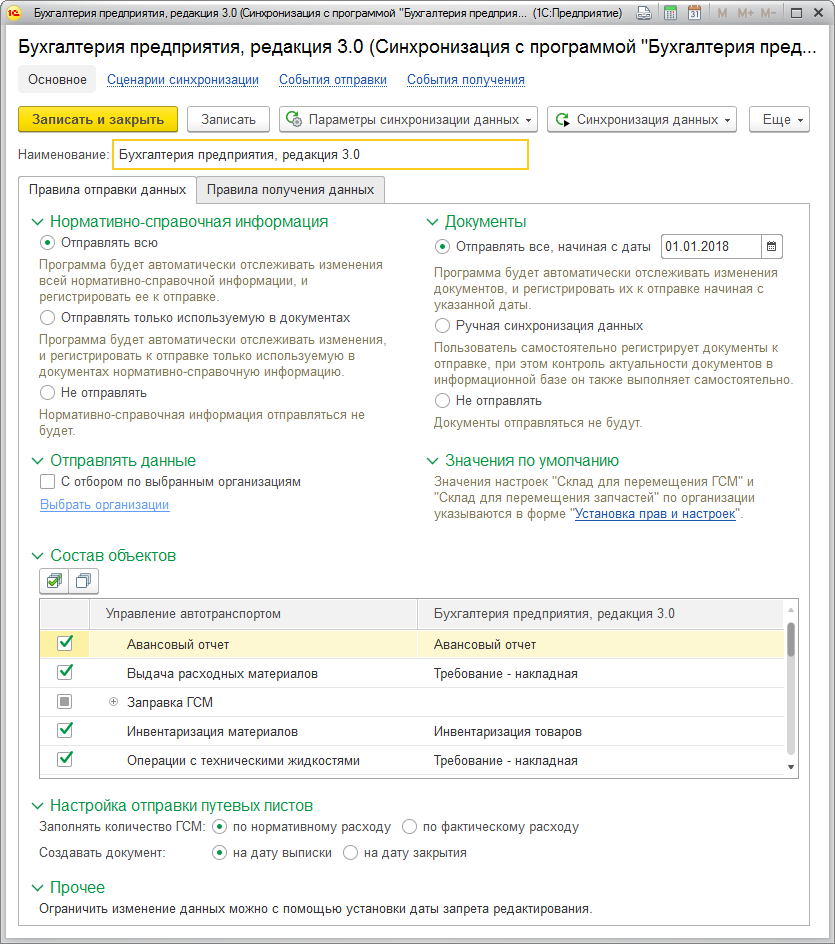 Бухгалтерия предприятия, редакция 3.0 (Синхронизация с программой "Бухгалтерия предприя... (1С:Предприятие) M M+ M-
Бухгалтерия предприятия, редакция 3.0 (Синхронизация с программой "Бухгалтерия пред...
Основное Сценарии синхронизации События отправки События получения
Записать и закрыть Записать Параметры синхронизации данных Синхронизация данных Еще
Наименование: Бухгалтерия предприятия, редакция 3.0
Правила отправки данных Правила получения данных
Нормативно-справочная информация
Отправлять всю
Программа будет автоматически отслеживать изменения
всей нормативно-справочной информации, и
регистрировать ее к отправке.
Отправлять только используемую в документах
Программа будет автоматически отслеживать изменения,
и регистрировать к отправке только используемую в
документах нормативно-справочную информацию.
Не отправлять
Нормативно-справочная информация отправляться не
будет.
Документы
Отправлять все, начиная с даты 01.01.2018
Программа будет автоматически отслеживать изменения
документов, и регистрировать их к отправке начиная с
указанной даты.
Ручная синхронизация данных
Пользователь самостоятельно регистрирует документы к
отправке, при этом контроль актуальности документов в
информационной базе он также выполняет самостоятельно.
Не отправлять
Документы отправляться не будут.
Отправлять данные
С отбором по выбранным организациям
Выбрать организации
Значения по умолчанию
Значения настроек "Склад для перемещения ГСМ" и
"Склад для перемещения запчастей" по организации
указываются в форме "Установка прав и настроек".
Состав объектов
Управление автотранспортом Бухгалтерия предприятия, редакция 3.0
Авансовый отчет Авансовый отчет
Выдача расходных материалов Требование - накладная
Заправка ГСМ
Инвентаризация материалов Инвентаризация товаров
Операции с техническими жидкостями Требование - накладная
Настройка отправки путевых листов
Заполнять количество ГСМ: по нормативному расходу по фактическому расходу
Создавать документ: на дату выписки на дату закрытия
Прочее
Ограничить изменение данных можно с помощью установки даты запрета редактирования.